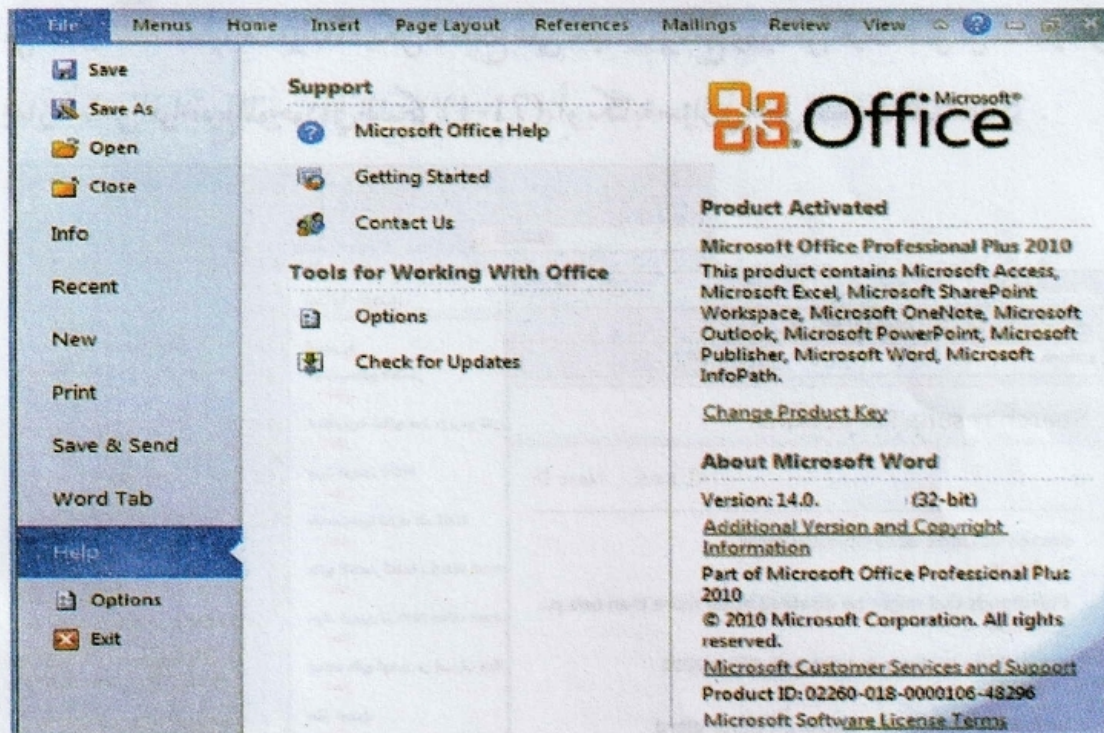 File Menus Home Insert Page Layout References Mailings Review View
Save
Save As
Open
Close
Info
Recent
New
Print
Save & Send
Word Tab
Help
Options
Exit
Support
Microsoft Office Help
Getting Started
Contact Us
Tools for Working With Office
Options
Check for Updates
Microsoft®
Office
Product Activated
Microsoft Office Professional Plus 2010
This product contains Microsoft Access,
Microsoft Excel, Microsoft SharePoint
Workspace, Microsoft OneNote, Microsoft
Outlook, Microsoft PowerPoint, Microsoft
Publisher, Microsoft Word, Microsoft
InfoPath.
Change Product Key
About Microsoft Word
Version: 14.0. (32-bit)
Additional Version and Copyright
Information
Part of Microsoft Office Professional Plus
2010
© 2010 Microsoft Corporation. All rights
reserved.
Microsoft Customer Services and Support
Product ID: 02260-018-0000106-48296
Microsoft Software License Terms